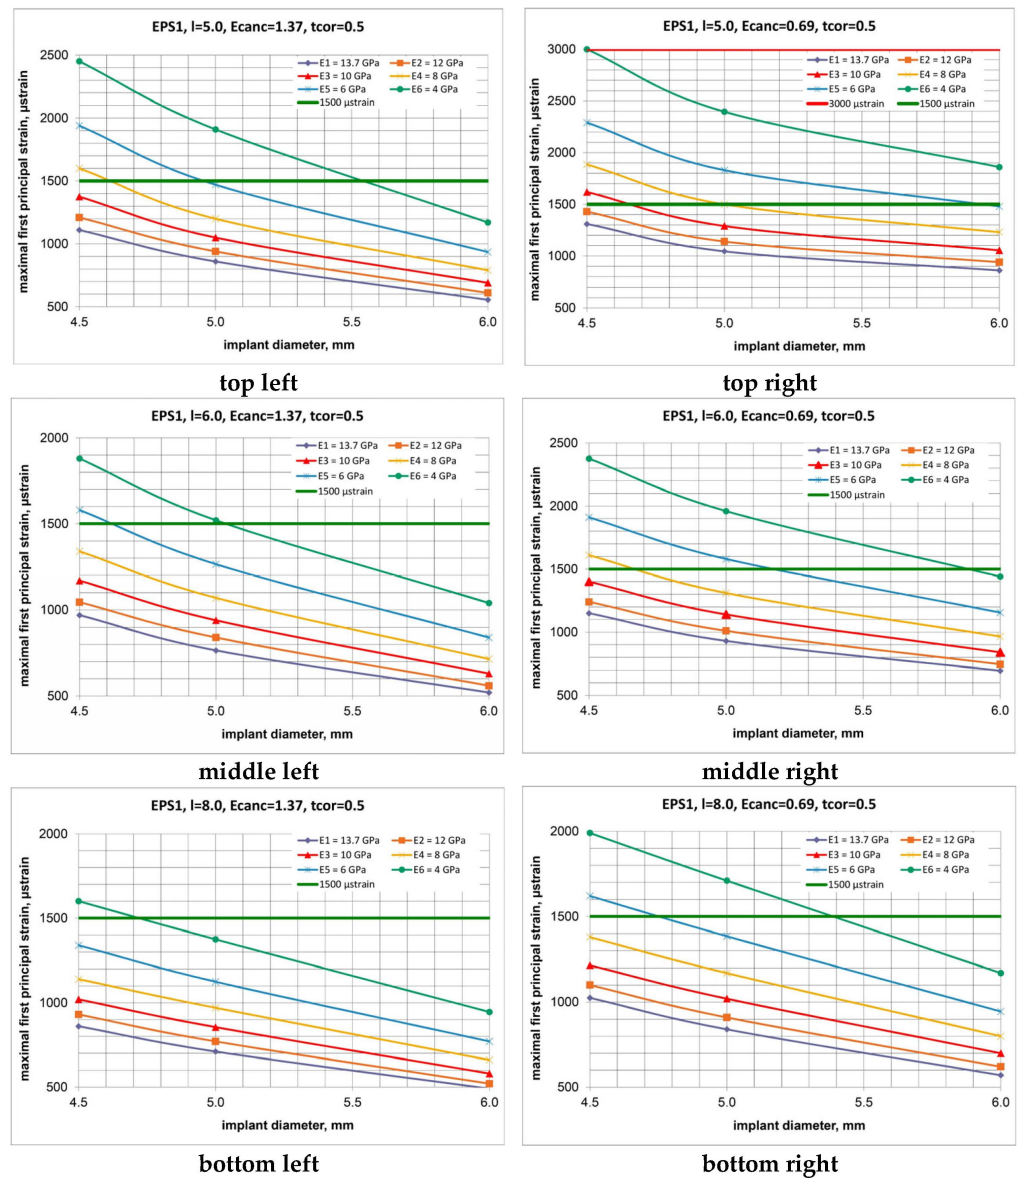 EPS1, l=5.0, Ecanc=1.37, tcor=0.5
maximal first principal strain, µstrain
2500
2000
1500
1000
500
E1 = 13.7 GPa E2 = 12 GPa
E3 = 10 GPa E4 = 8 GPa
E5 = 6 GPa E6 = 4 GPa
1500 µstrain
4.5 5.0 5.5 6.0
implant diameter, mm
top left
EPS1, l=5.0, Ecanc=0.69, tcor=0.5
maximal first principal strain, µstrain
3000
2500
2000
1500
1000
500
E1 = 13.7 GPa E2 = 12 GPa
E3 = 10 GPa E4 = 8 GPa
E5 = 6 GPa E6 = 4 GPa
3000 µstrain 1500 µstrain
4.5 5.0 5.5 6.0
implant diameter, mm
top right
EPS1, l=6.0, Ecanc=1.37, tcor=0.5
maximal first principal strain, µstrain
2000
1500
1000
500
E1 = 13.7 GPa E2 = 12 GPa
E3 = 10 GPa E4 = 8 GPa
E5 = 6 GPa E6 = 4 GPa
1500 µstrain
4.5 5.0 5.5 6.0
implant diameter, mm
middle left
EPS1, l=6.0, Ecanc=0.69, tcor=0.5
maximal first principal strain, µstrain
2500
2000
1500
1000
500
E1 = 13.7 GPa E2 = 12 GPa
E3 = 10 GPa E4 = 8 GPa
E5 = 6 GPa E6 = 4 GPa
1500 µstrain
4.5 5.0 5.5 6.0
implant diameter, mm
middle right
EPS1, l=8.0, Ecanc=1.37, tcor=0.5
maximal first principal strain, µstrain
2000
1500
1000
500
E1 = 13.7 GPa E2 = 12 GPa
E3 = 10 GPa E4 = 8 GPa
E5 = 6 GPa E6 = 4 GPa
1500 µstrain
4.5 5.0 5.5 6.0
implant diameter, mm
bottom left
EPS1, l=8.0, Ecanc=0.69, tcor=0.5
maximal first principal strain, µstrain
2000
1500
1000
500
E1 = 13.7 GPa E2 = 12 GPa
E3 = 10 GPa E4 = 8 GPa
E5 = 6 GPa E6 = 4 GPa
1500 µstrain
4.5 5.0 5.5 6.0
implant diameter, mm
bottom right